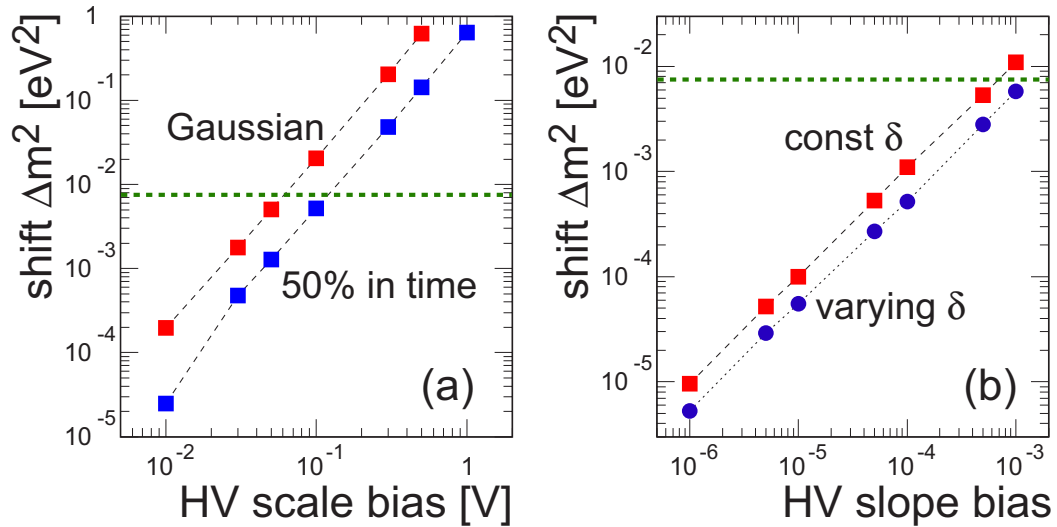 shift Δm² [eV²]
1
10⁻¹
10⁻²
10⁻³
10⁻⁴
10⁻⁵
Gaussian
50% in time
(a)
10⁻² 10⁻¹ 1
HV scale bias [V]
shift Δm² [eV²]
10⁻²
10⁻³
10⁻⁴
10⁻⁵
const δ
varying δ
(b)
10⁻⁶ 10⁻⁵ 10⁻⁴ 10⁻³
HV slope bias